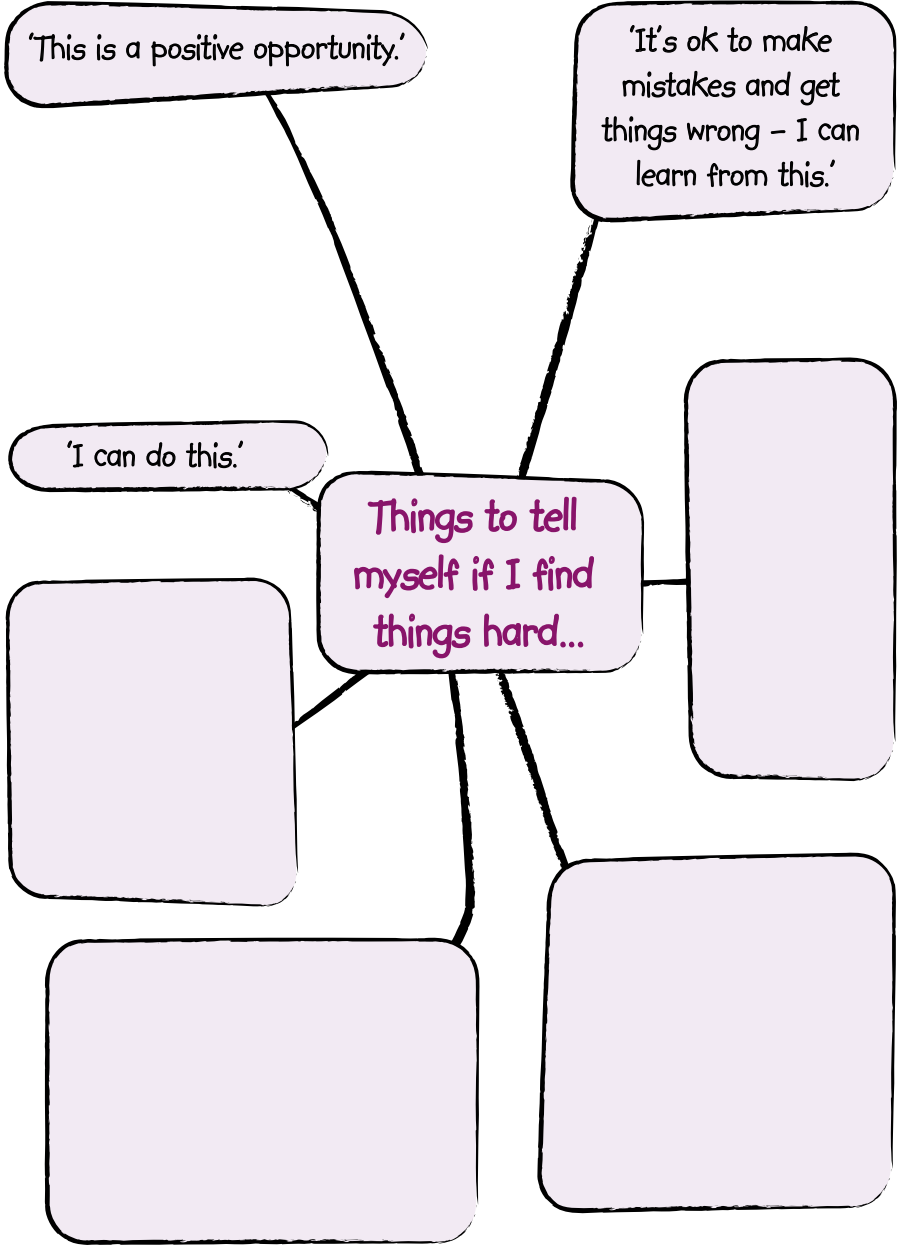 ‘This is a positive opportunity.’
‘It’s ok to make
mistakes and get
things wrong – I can
learn from this.’
‘I can do this.’
Things to tell
myself if I find
things hard...